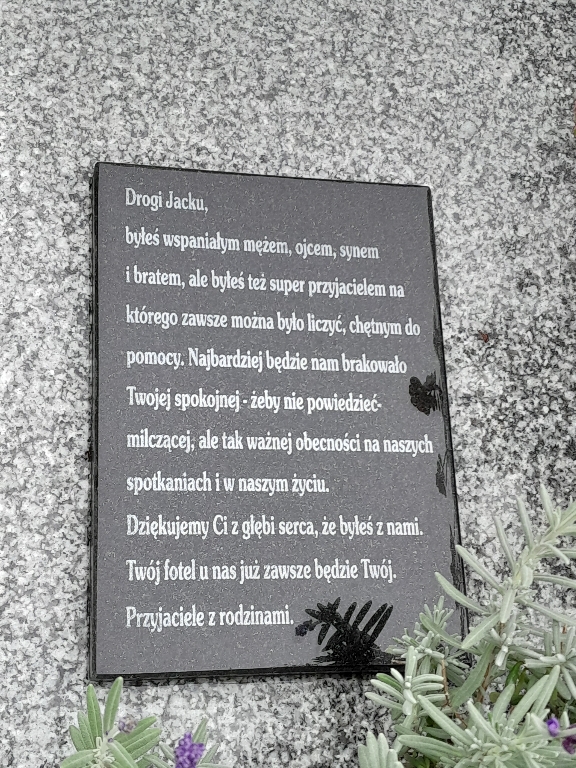 Drogi Jacku,
byłeś wspaniałym mężem, ojcem, synem
i bratem, ale byłeś też super przyjacielem na
którego zawsze można było liczyć, chętnym do
pomocy. Najbardziej będzie nam brakowało
Twojej spokojnej - żeby nie powiedzieć-
milczącej, ale tak ważnej obecności na naszych
spotkaniach i w naszym życiu.
Dziękujemy Ci z głębi serca, że byłeś z nami.
Twój fotel u nas już zawsze będzie Twój.
Przyjaciele z rodzinami.